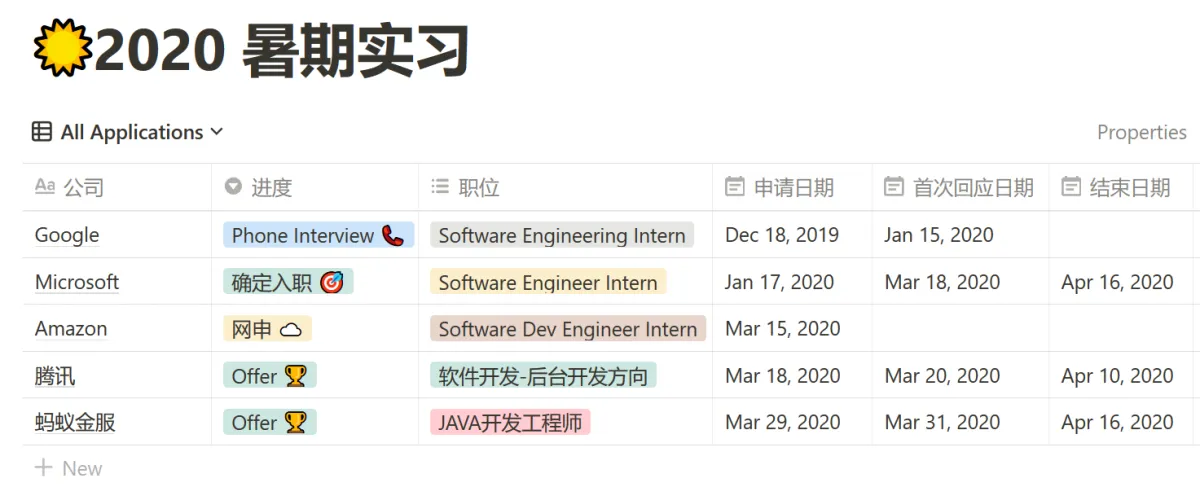 2020 暑期实习
All Applications Properties
Aa 公司 进度 职位 申请日期 首次回应日期 结束日期
Google Phone Interview 📞 Software Engineering Intern Dec 18, 2019 Jan 15, 2020
Microsoft 确定入职 🎯 Software Engineer Intern Jan 17, 2020 Mar 18, 2020 Apr 16, 2020
Amazon 网申 ☁ Software Dev Engineer Intern Mar 15, 2020
腾讯 Offer 🏆 软件开发-后台开发方向 Mar 18, 2020 Mar 20, 2020 Apr 10, 2020
蚂蚁金服 Offer 🏆 JAVA开发工程师 Mar 29, 2020 Mar 31, 2020 Apr 16, 2020
+ New